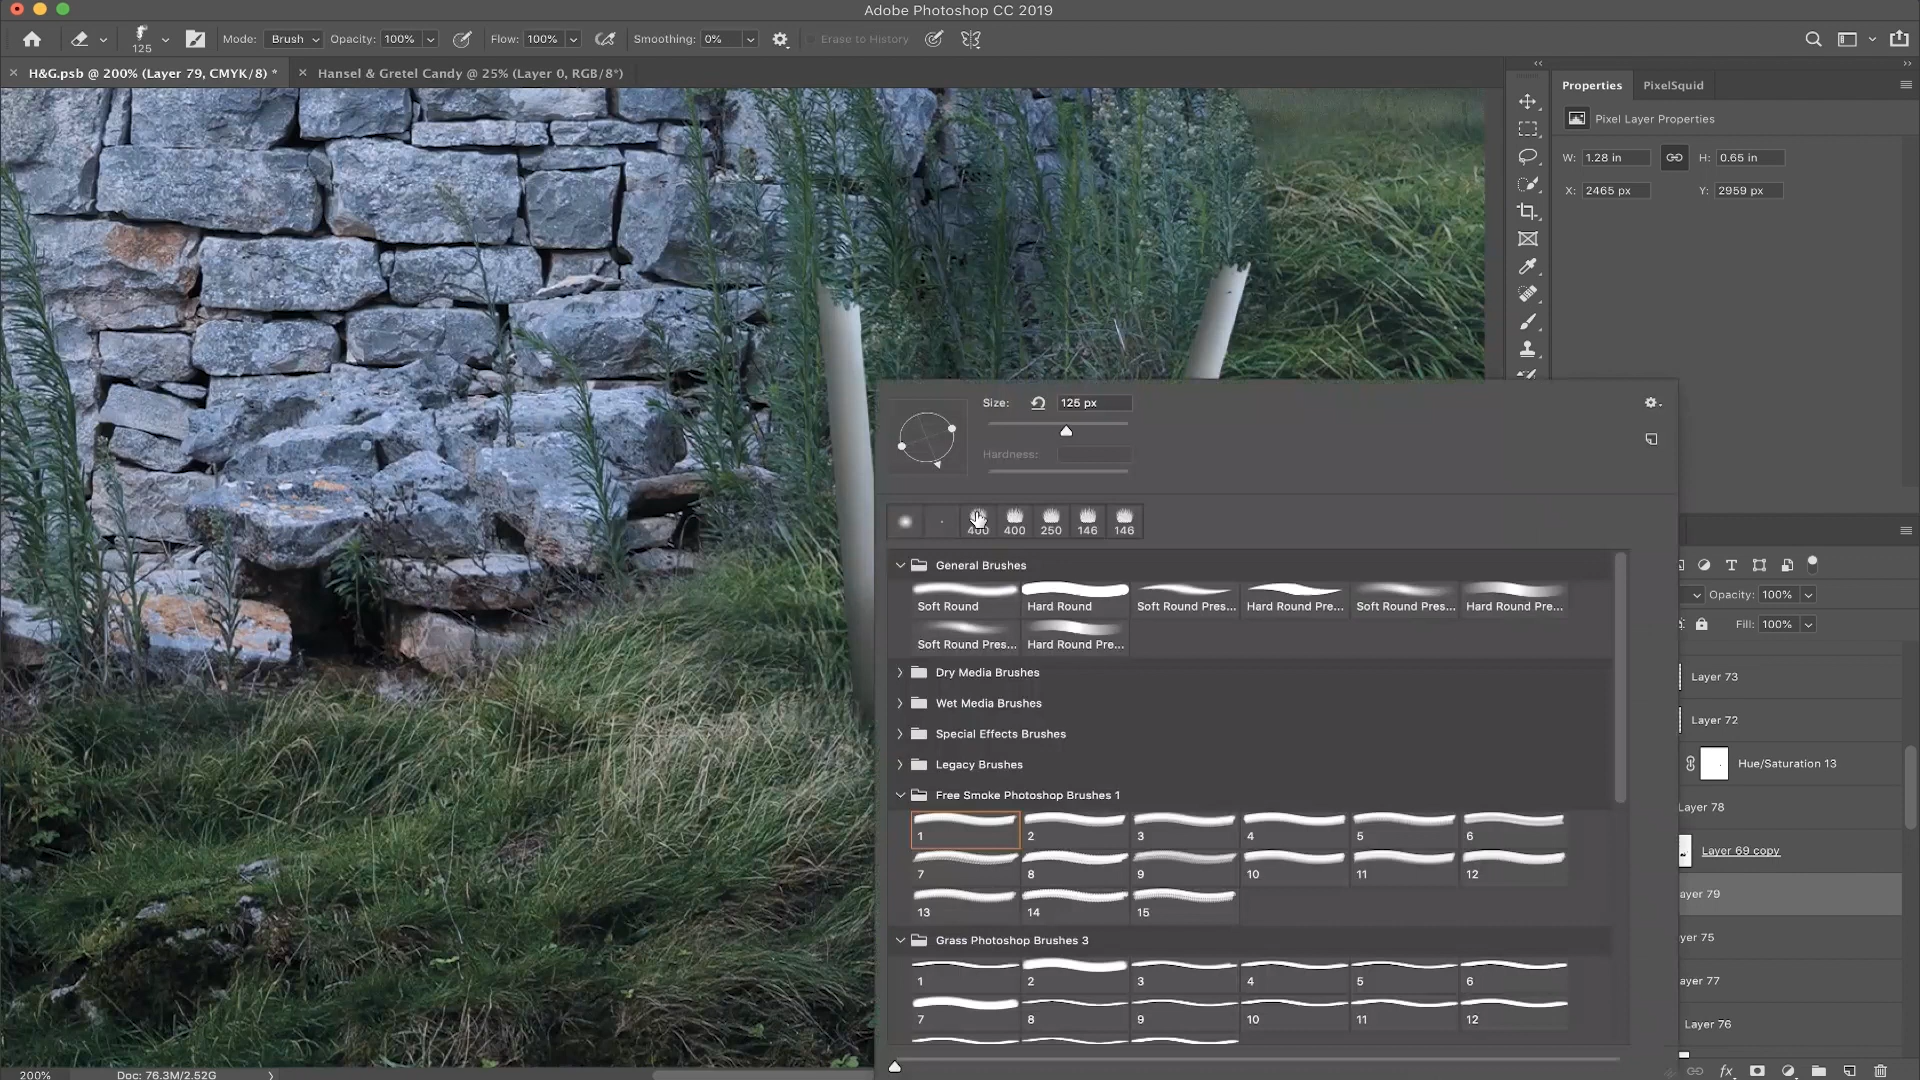 Adobe Photoshop CC 2019
125 Mode: Brush Opacity: 100% Flow: 100% Smoothing: 0% Erase to History
× H&G.psb @ 200% (Layer 79, CMYK/8) * × Hansel & Gretel Candy @ 25% (Layer 0, RGB/8*)
Properties PixelSquid
Pixel Layer Properties
W: 1.28 in H: 0.65 in
X: 2465 px Y: 2959 px
Size: 125 px
Hardness:
400 400 250 146 146
General Brushes
Soft Round Hard Round Soft Round Pres... Hard Round Pre... Soft Round Pres... Hard Round Pre...
Soft Round Pres... Hard Round Pre...
Dry Media Brushes
Wet Media Brushes
Special Effects Brushes
Legacy Brushes
Free Smoke Photoshop Brushes 1
1 2 3 4 5 6
7 8 9 10 11 12
13 14 15
Grass Photoshop Brushes 3
1 2 3 4 5 6
7 8 9 10 11 12
Opacity: 100%
Fill: 100%
Layer 73
Layer 72
Hue/Saturation 13
ayer 78
Layer 69 copy
ayer 79
yer 75
yer 77
Layer 76
fx
200% Doc: 76.3M/2.52G